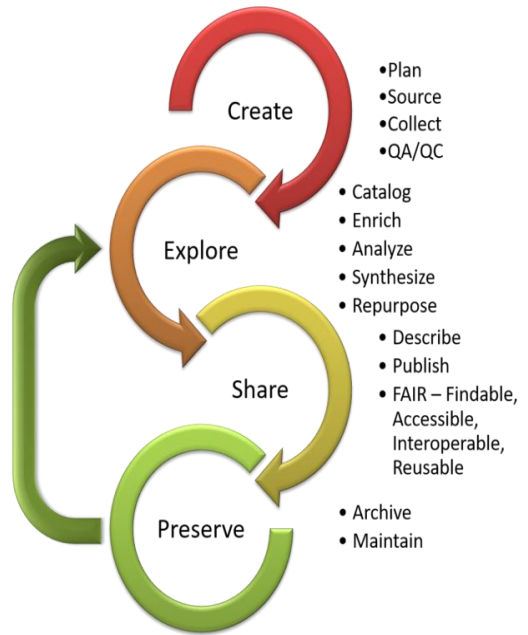 Create
•Plan
•Source
•Collect
•QA/QC
Explore
• Catalog
• Enrich
• Analyze
• Synthesize
• Repurpose
Share
• Describe
• Publish
• FAIR – Findable,
Accessible,
Interoperable,
Reusable
Preserve
• Archive
• Maintain